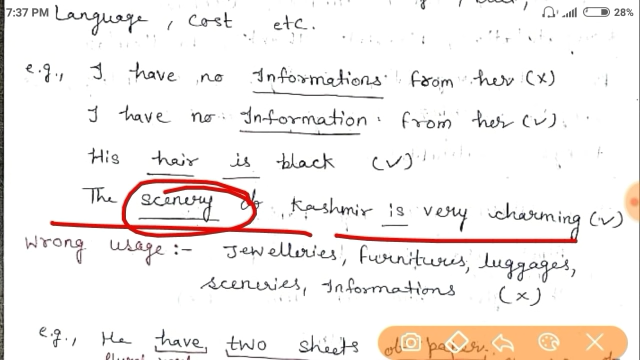 7:37 PM 28%
Language, cost etc.
e.g., I have no Informations from her (X)
I have no Information from her (✓)
His hair is black (✓)
The scenery of Kashmir is very charming (✓)
Wrong usage:- Jewelleries, Furnitures, luggages,
sceneries, Informations (X)
e.g., He have two sheets of paper.